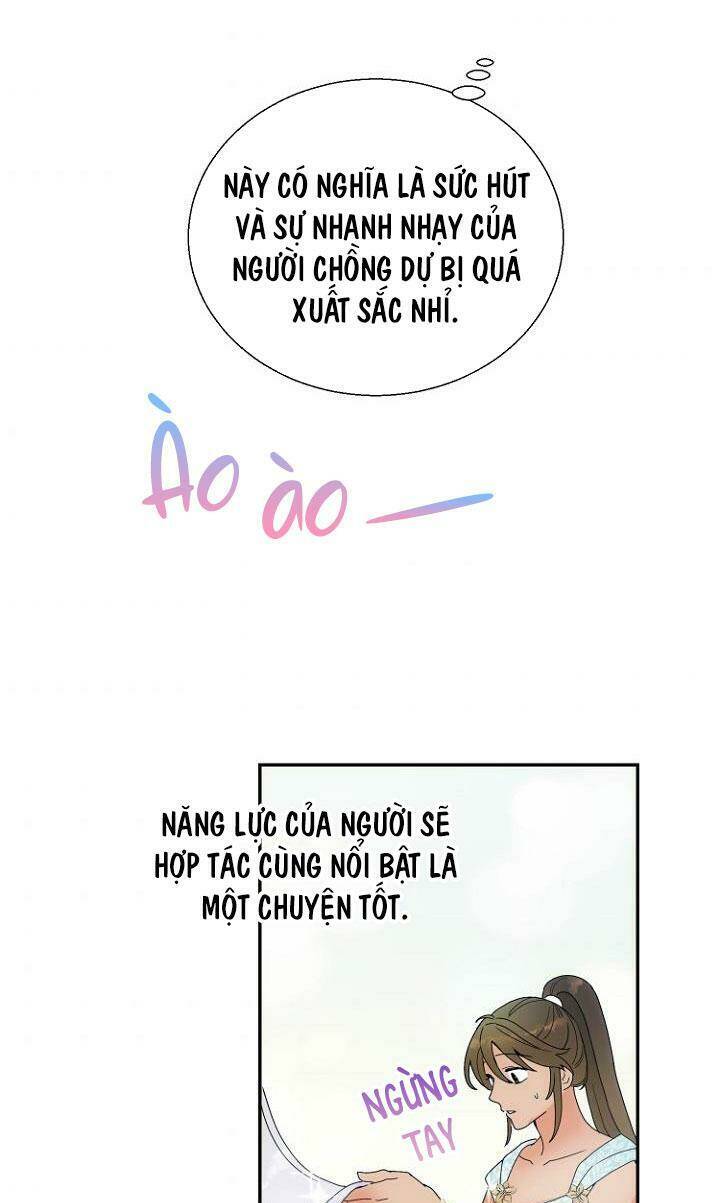 NÀY CÓ NGHĨA LÀ SỨC HÚT
VÀ SỰ NHANH NHẠY CỦA
NGƯỜI CHỒNG DỰ BỊ QUÁ
XUẤT SẮC NHỈ.
Ào ào —
NĂNG LỰC CỦA NGƯỜI SẼ
HỢP TÁC CÙNG NỔI BẬT LÀ
MỘT CHUYỆN TỐT.
NGỪNG
TAY